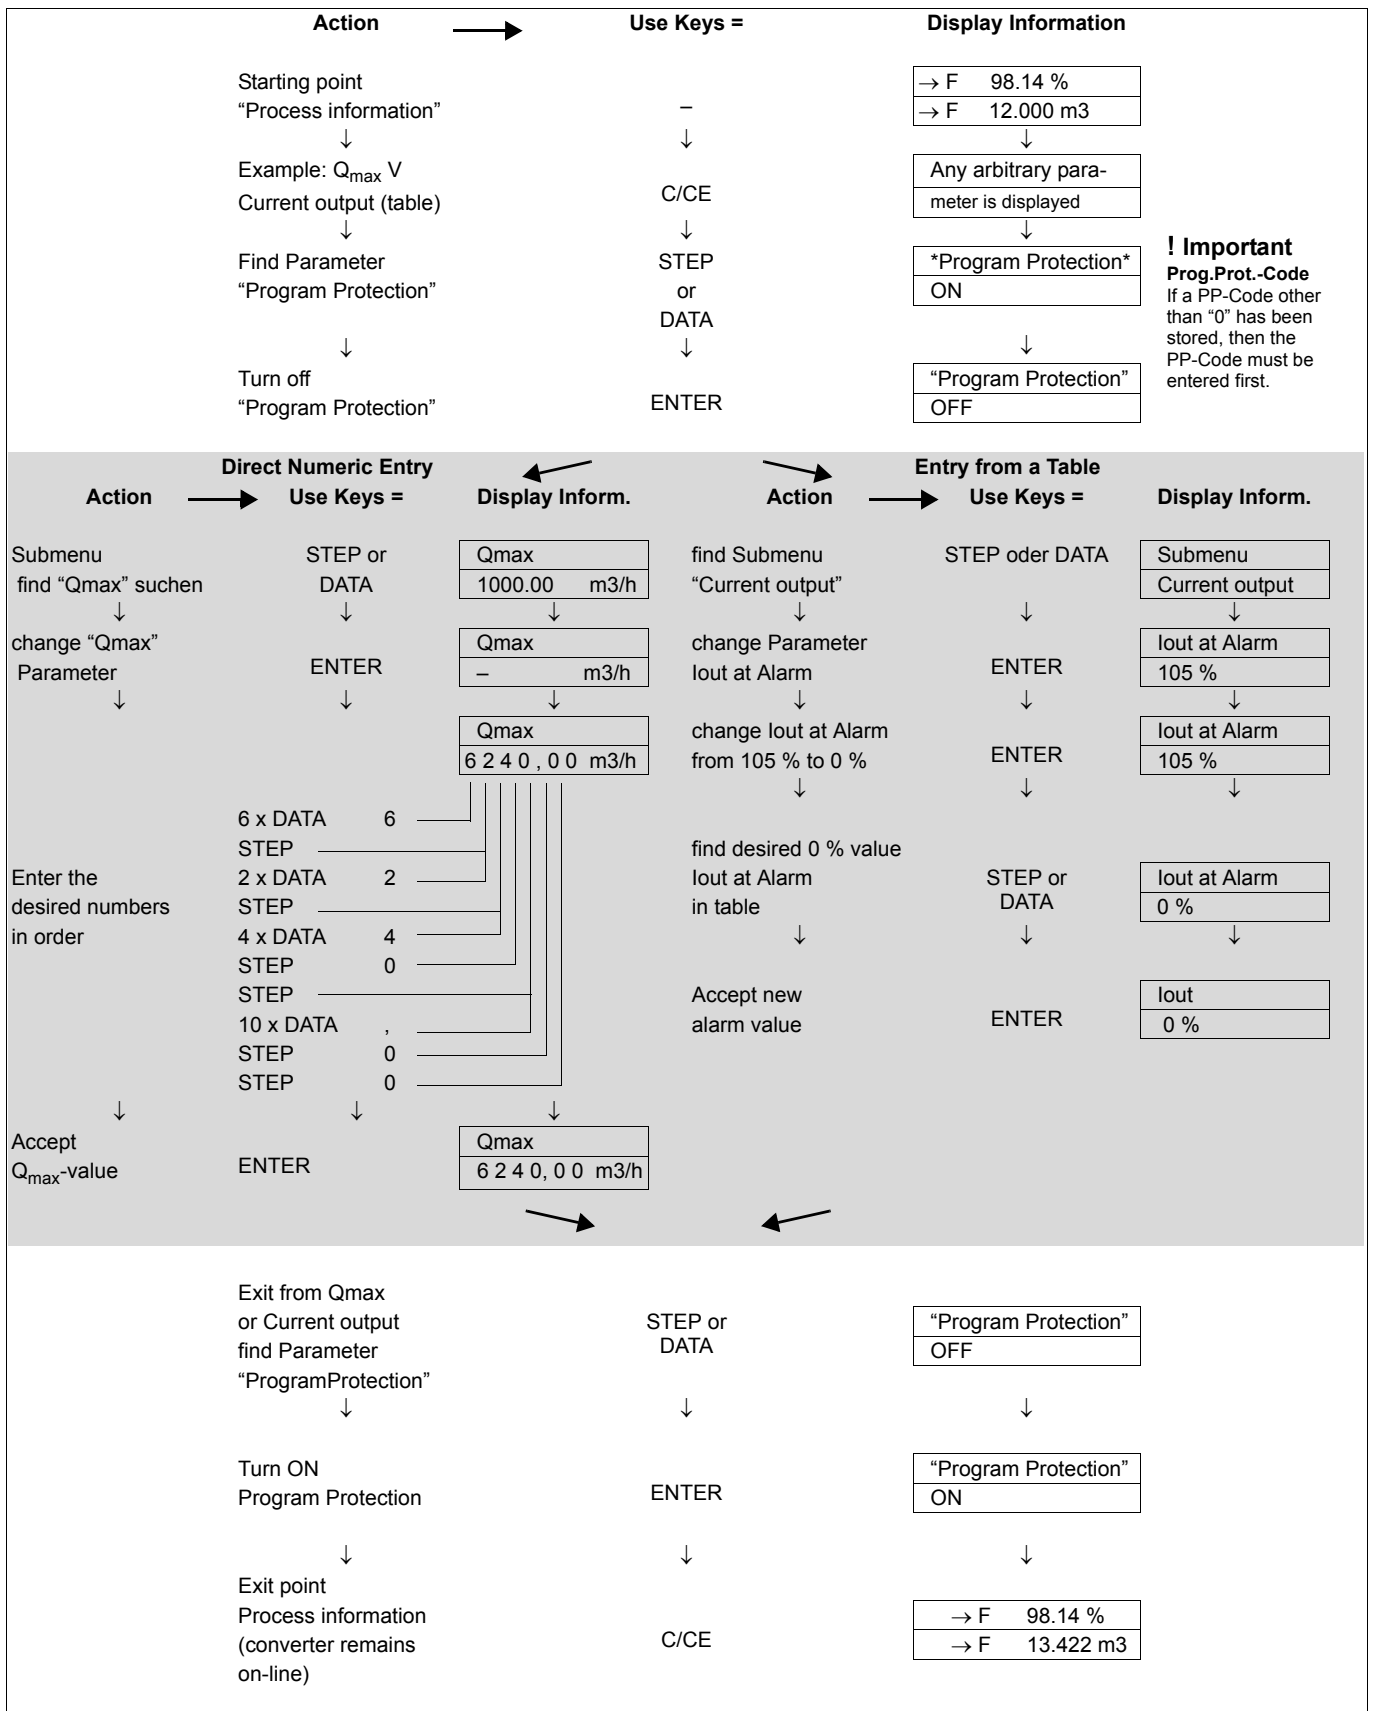 Action → Use Keys = Display Information
Starting point
“Process information”
–
→ F 98.14 %
→ F 12.000 m3
↓ ↓ ↓
Example: Qmax V
Current output (table)
C/CE
Any arbitrary para-
meter is displayed
↓ ↓ ↓
Find Parameter
“Program Protection”
STEP
or
DATA
*Program Protection*
ON
! Important
Prog.Prot.-Code
If a PP-Code other
than “0” has been
stored, then the
PP-Code must be
entered first.
↓ ↓ ↓
Turn off
“Program Protection”
ENTER
“Program Protection”
OFF
Direct Numeric Entry
Action → Use Keys = Display Inform.
Submenu
find “Qmax” suchen
STEP or
DATA
Qmax
1000.00 m3/h
↓ ↓ ↓
change “Qmax”
Parameter
ENTER
Qmax
– m3/h
↓ ↓ ↓
Qmax
6 2 4 0 , 0 0 m3/h
Enter the
desired numbers
in order
6 x DATA 6
STEP
2 x DATA 2
STEP
4 x DATA 4
STEP 0
STEP
10 x DATA ,
STEP 0
STEP 0
↓ ↓ ↓
Accept
Qmax-value
ENTER
Qmax
6 2 4 0, 0 0 m3/h
Entry from a Table
Action → Use Keys = Display Inform.
find Submenu
“Current output”
STEP oder DATA
Submenu
Current output
↓ ↓ ↓
change Parameter
Iout at Alarm
ENTER
Iout at Alarm
105 %
↓ ↓ ↓
change Iout at Alarm
from 105 % to 0 %
ENTER
Iout at Alarm
105 %
↓ ↓ ↓
find desired 0 % value
Iout at Alarm
in table
STEP or
DATA
Iout at Alarm
0 %
↓ ↓ ↓
Accept new
alarm value
ENTER
Iout
0 %
Exit from Qmax
or Current output
find Parameter
“ProgramProtection”
STEP or
DATA
“Program Protection”
OFF
↓ ↓ ↓
Turn ON
Program Protection
ENTER
“Program Protection”
ON
↓ ↓ ↓
Exit point
Process information
(converter remains
on-line)
C/CE
→ F 98.14 %
→ F 13.422 m3